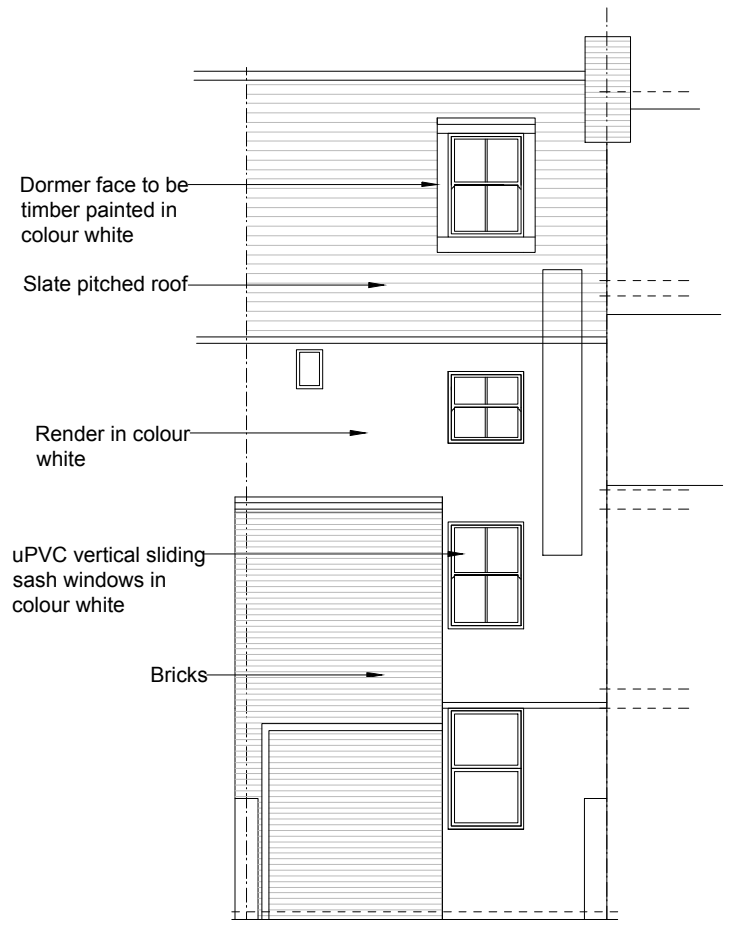 Dormer face to be
timber painted in
colour white
Slate pitched roof
Render in colour
white
uPVC vertical sliding
sash windows in
colour white
Bricks